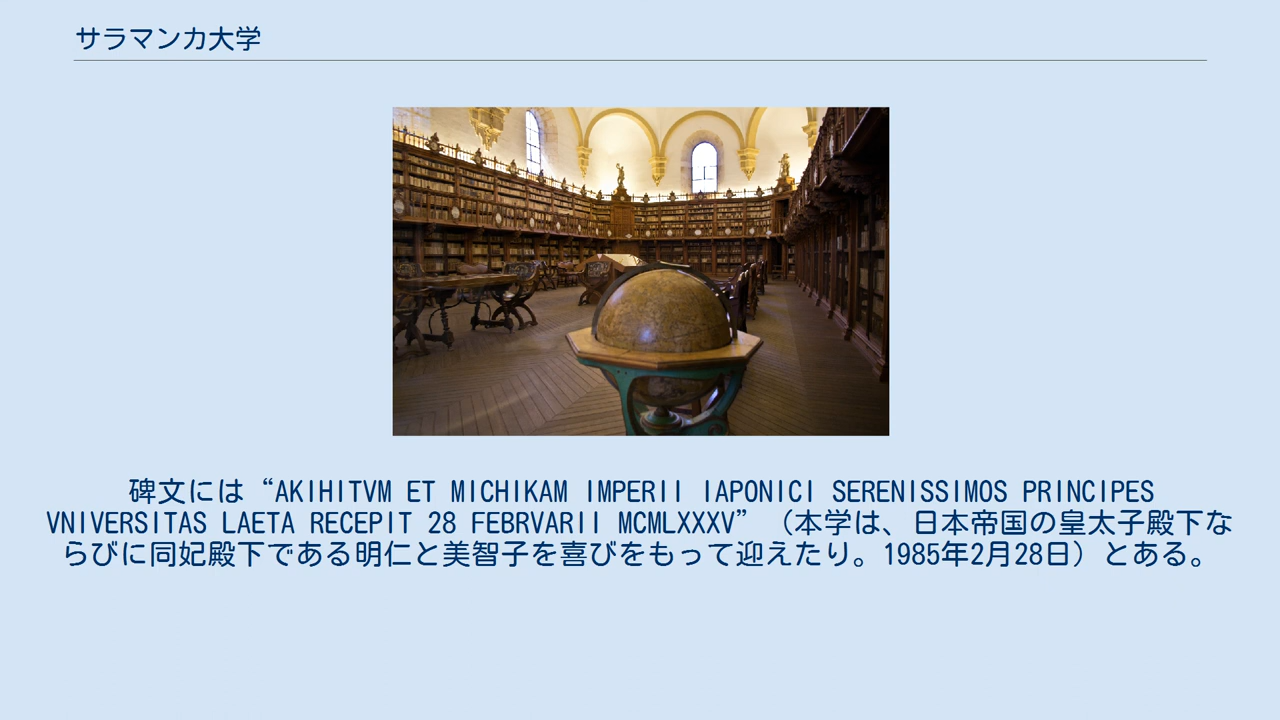 サラマンカ大学
碑文には“AKIHITVM ET MICHIKAM IMPERII IAPONICI SERENISSIMOS PRINCIPES
VNIVERSITAS LAETA RECEPIT 28 FEBRVARII MCMLXXXV”（本学は、日本帝国の皇太子殿下な
らびに同妃殿下である明仁と美智子を喜びをもって迎えたり。1985年2月28日）とある。